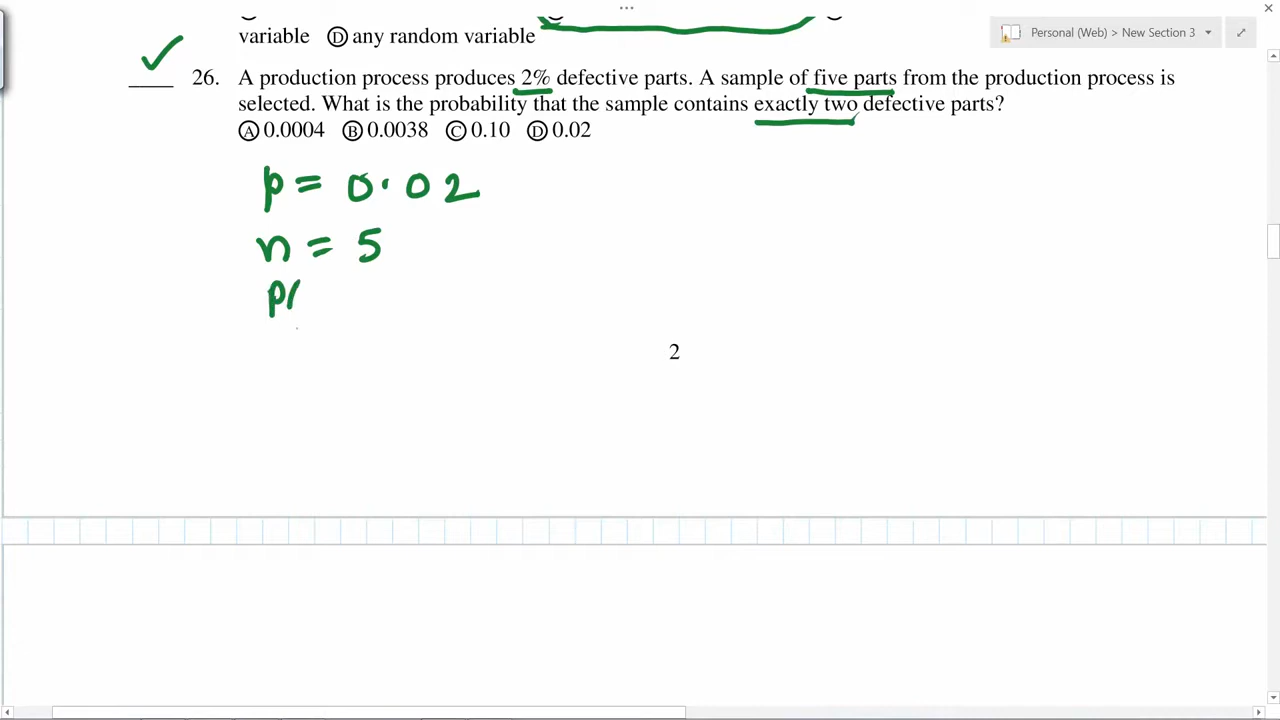 Personal (Web) > New Section 3
variable Ⓓ any random variable
____ 26. A production process produces 2% defective parts. A sample of five parts from the production process is
selected. What is the probability that the sample contains exactly two defective parts?
Ⓐ 0.0004 Ⓑ 0.0038 Ⓒ 0.10 Ⓓ 0.02
p = 0.02
n = 5
p(
2